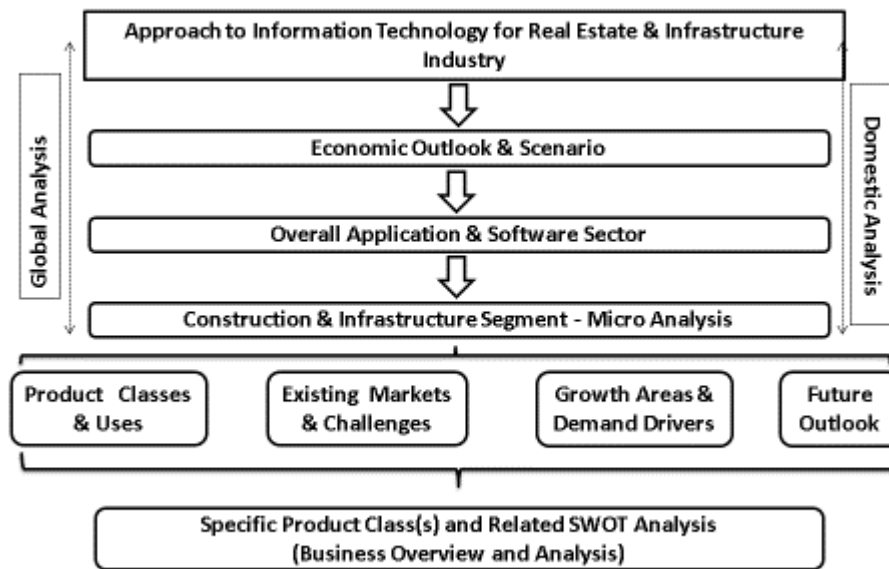 Approach to Information Technology for Real Estate & Infrastructure
Industry
Global Analysis
Domestic Analysis
Economic Outlook & Scenario
Overall Application & Software Sector
Construction & Infrastructure Segment - Micro Analysis
Product Classes
& Uses
Existing Markets
& Challenges
Growth Areas &
Demand Drivers
Future
Outlook
Specific Product Class(s) and Related SWOT Analysis
(Business Overview and Analysis)